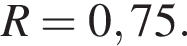 R = 0,75.